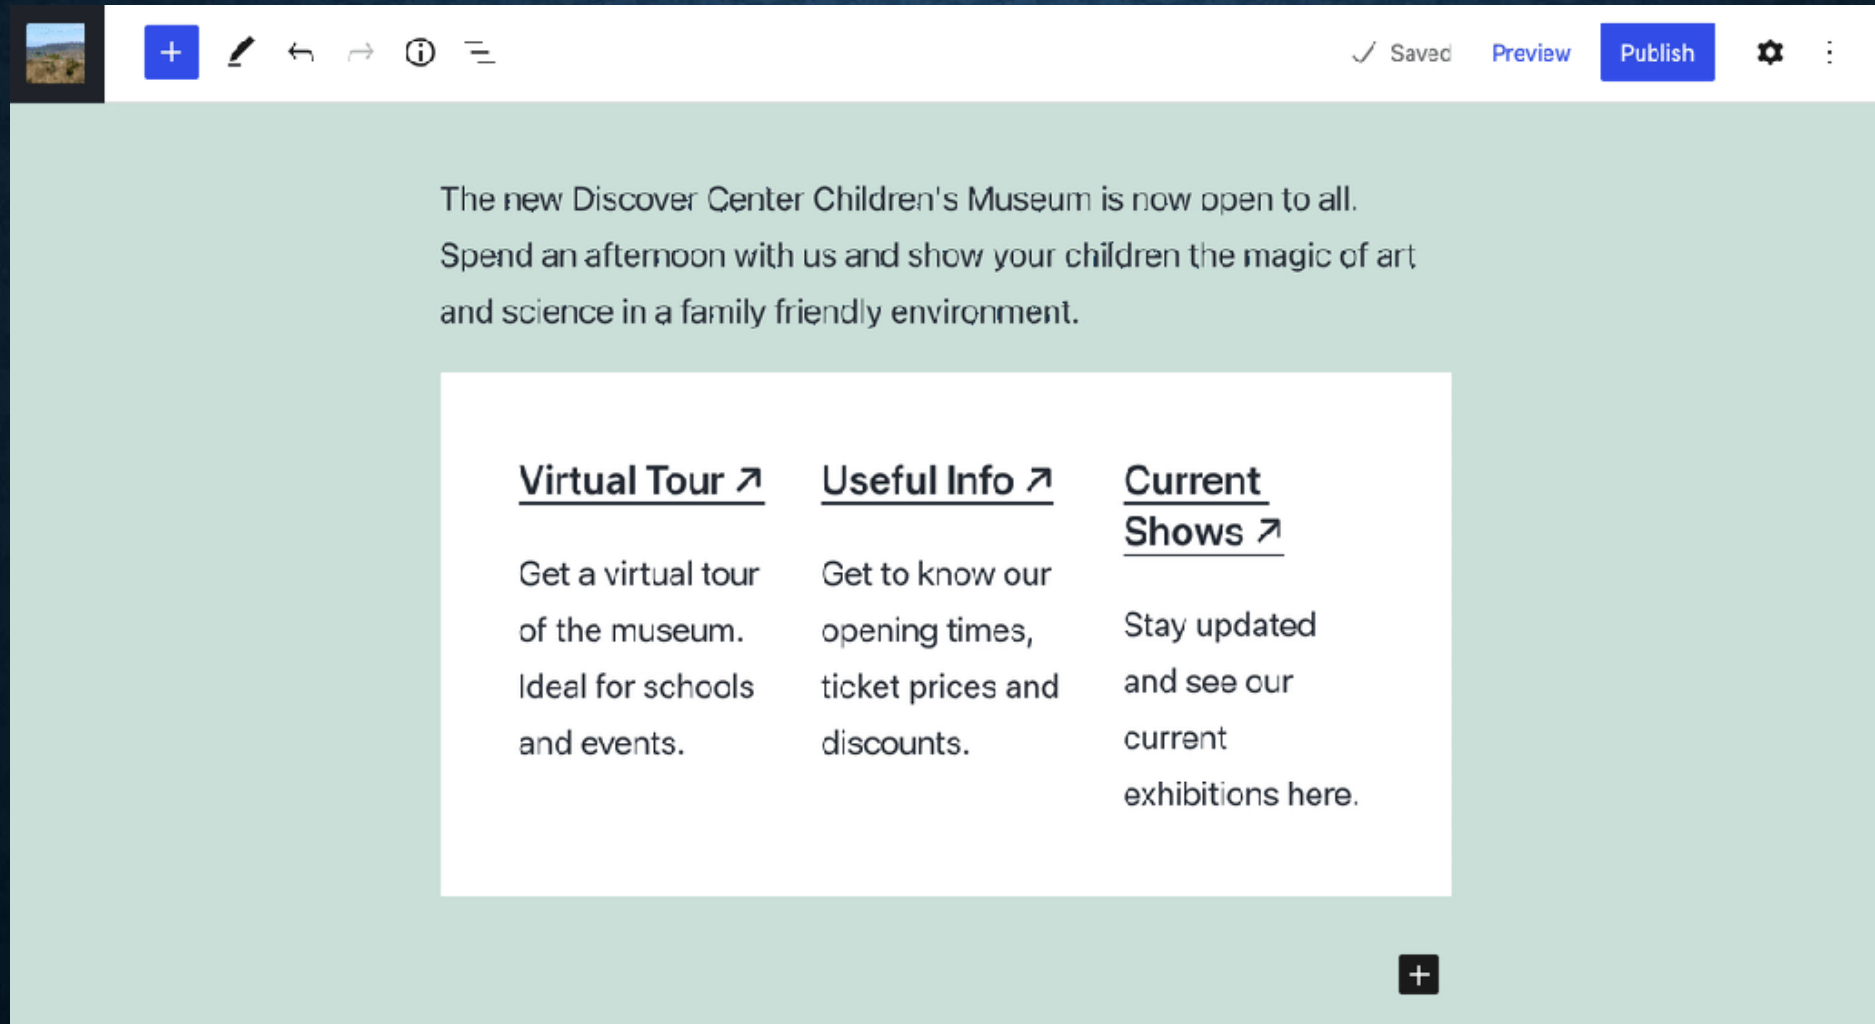 Saved Preview Publish
The new Discover Center Children's Museum is now open to all.
Spend an afternoon with us and show your children the magic of art
and science in a family friendly environment.
Virtual Tour ↗
Get a virtual tour
of the museum.
Ideal for schools
and events.
Useful Info ↗
Get to know our
opening times,
ticket prices and
discounts.
Current
Shows ↗
Stay updated
and see our
current
exhibitions here.